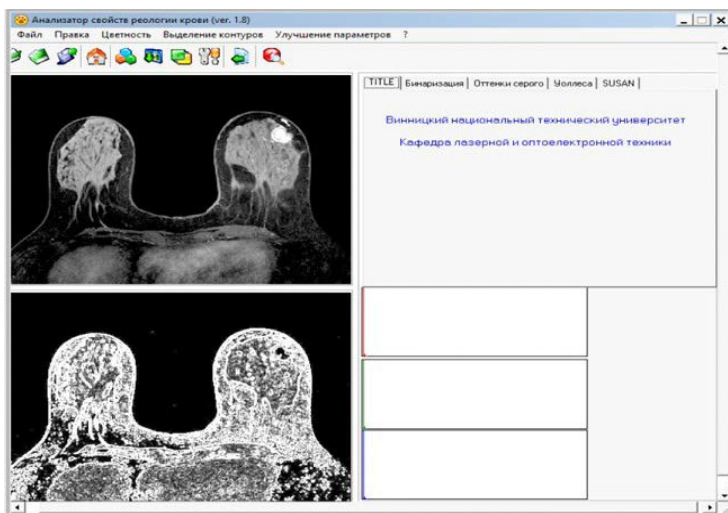 Анализатор свойств реологии крови (ver. 1.8)
Файл Правка Цветность Выделение контуров Улучшение параметров ?
TITLE Бинаризация Оттенки серого Уоллеса SUSAN
Винницкий национальный технический университет
Кафедра лазерной и оптоелектронной техники